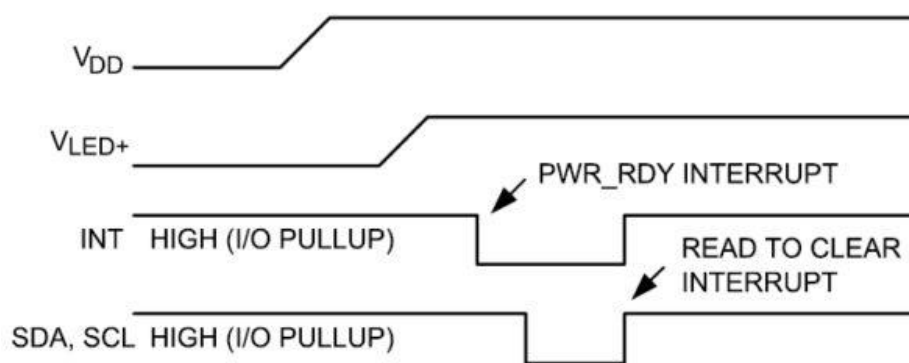 VDD
VLED+
PWR_RDY INTERRUPT
INT HIGH (I/O PULLUP)
READ TO CLEAR
INTERRUPT
SDA, SCL HIGH (I/O PULLUP)